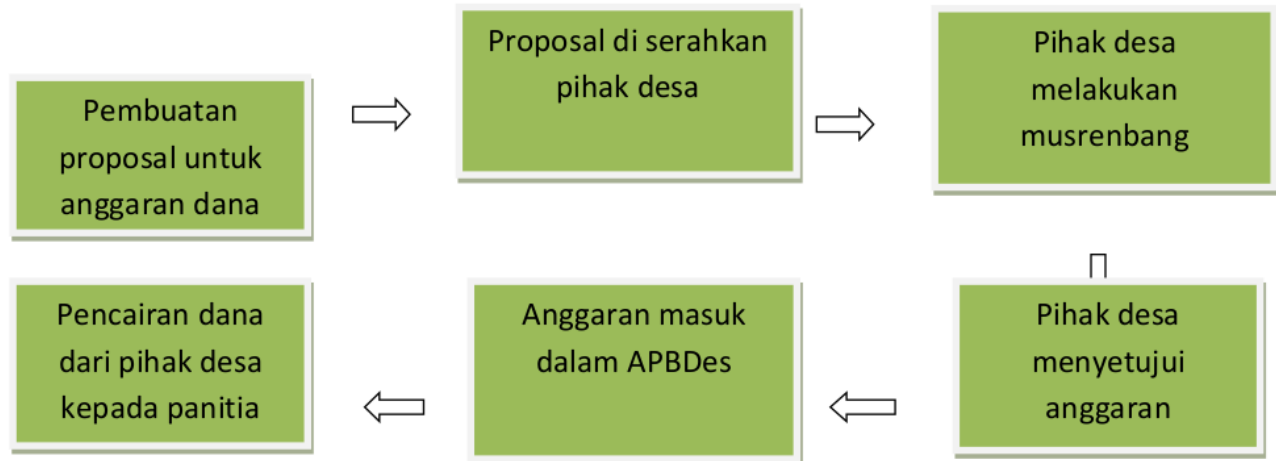 Pembuatan
proposal untuk
anggaran dana
Proposal di serahkan
pihak desa
Pihak desa
melakukan
musrenbang
Pihak desa
menyetujui
anggaran
Anggaran masuk
dalam APBDes
Pencairan dana
dari pihak desa
kepada panitia